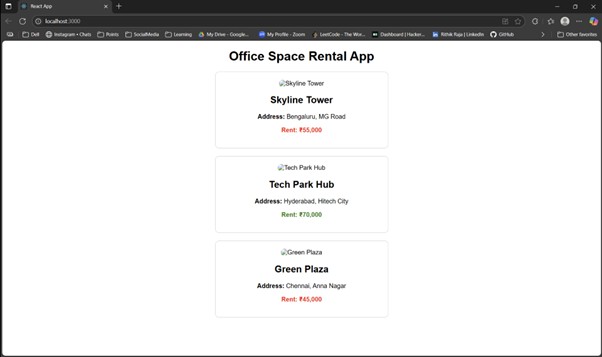 React App
localhost:3000
Dell
Instagram • Chats
Points
SocialMedia
Learning
My Drive - Google...
My Profile - Zoom
LeetCode - The Wor...
Dashboard | Hacker...
Rithik Raja | LinkedIn
GitHub
Other favorites
Office Space Rental App
Skyline Tower
Skyline Tower
Address: Bengaluru, MG Road
Rent: ₹55,000
Tech Park Hub
Tech Park Hub
Address: Hyderabad, Hitech City
Rent: ₹70,000
Green Plaza
Green Plaza
Address: Chennai, Anna Nagar
Rent: ₹45,000